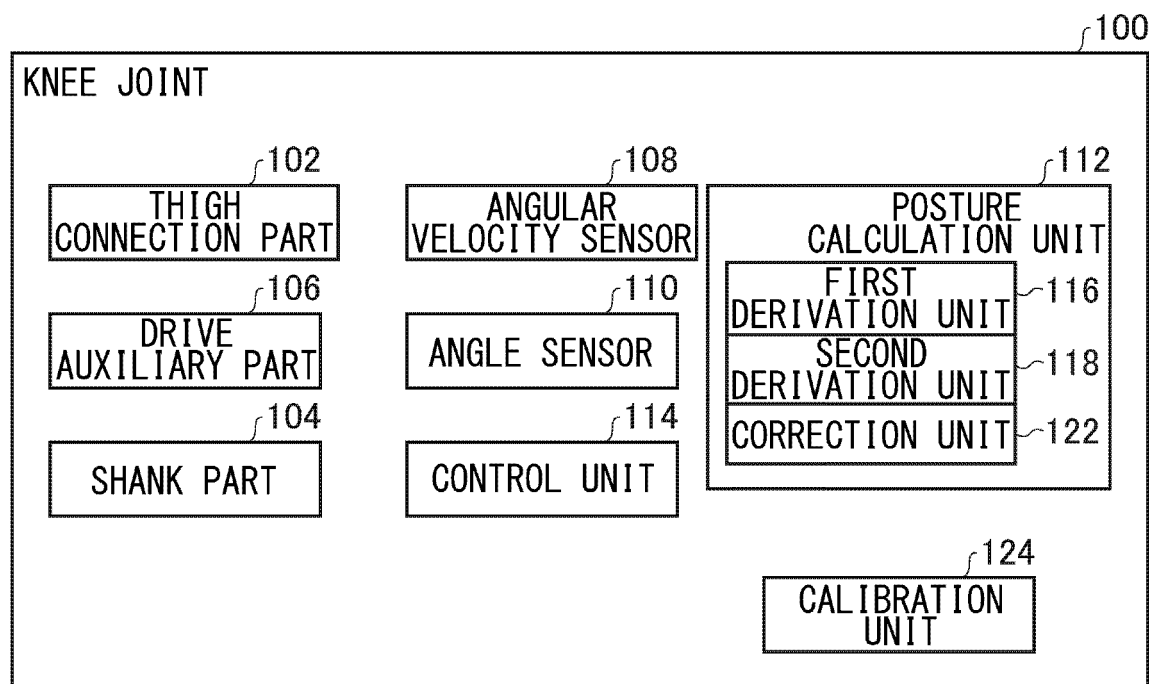 100
KNEE JOINT
102
THIGH
CONNECTION PART
108
ANGULAR
VELOCITY SENSOR
112
POSTURE
CALCULATION UNIT
FIRST
DERIVATION UNIT
116
SECOND
DERIVATION UNIT
118
CORRECTION UNIT
122
106
DRIVE
AUXILIARY PART
110
ANGLE SENSOR
104
SHANK PART
114
CONTROL UNIT
124
CALIBRATION
UNIT